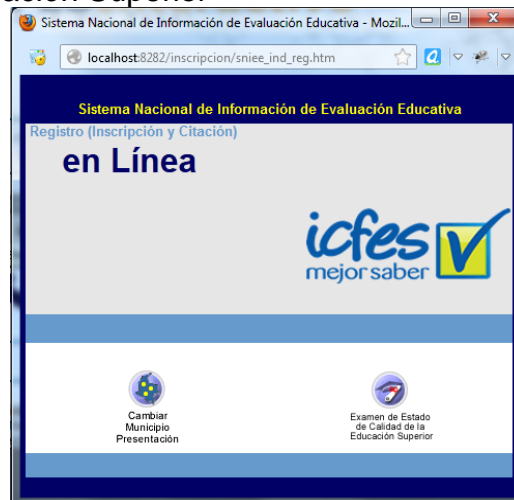 Sistema Nacional de Información de Evaluación Educativa - Mozil...
localhost:8282/inscripcion/sniee_ind_reg.htm
Sistema Nacional de Información de Evaluación Educativa
Registro (Inscripción y Citación)
en Línea
icfes
mejor saber
Cambiar
Municipio
Presentación
Examen de Estado
de Calidad de la
Educación Superior